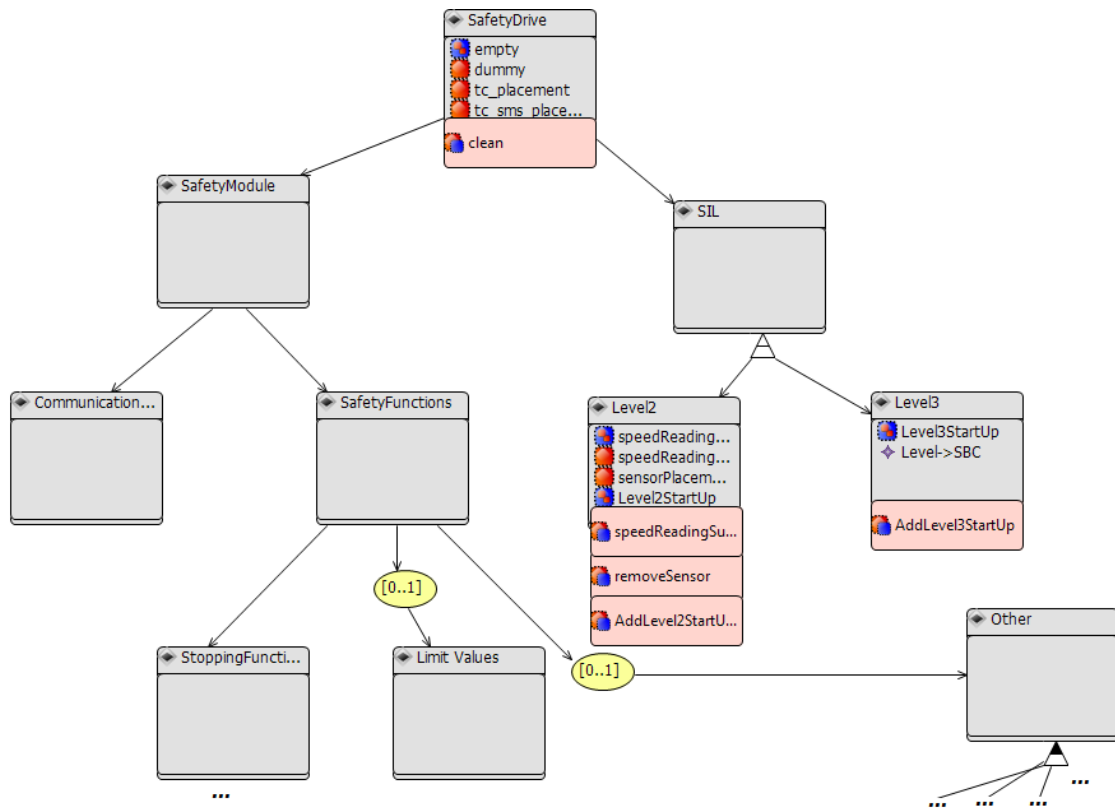 SafetyDrive
empty
dummy
tc_placement
tc_sms_place...
clean
SafetyModule
SIL
Communication...
SafetyFunctions
Level2
speedReading...
speedReading...
sensorPlacem...
Level2StartUp
speedReadingSu...
removeSensor
AddLevel2StartU...
Level3
Level3StartUp
Level->SBC
AddLevel3StartUp
[0..1]
StoppingFuncti...
Limit Values
[0..1]
Other
...
...
...
...
...